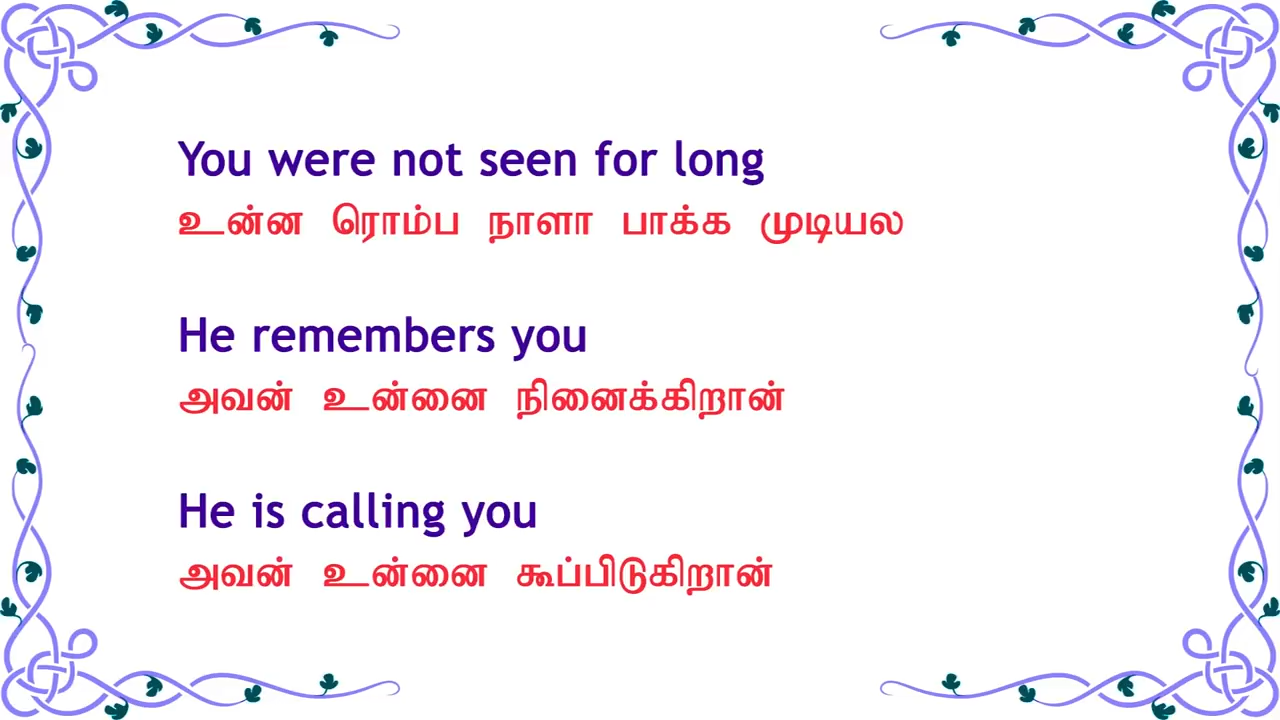 You were not seen for long
உன்ன ரொம்ப நாளா பாக்க முடியல
He remembers you
அவன் உன்னை நினைக்கிறான்
He is calling you
அவன் உன்னை கூப்பிடுகிறான்